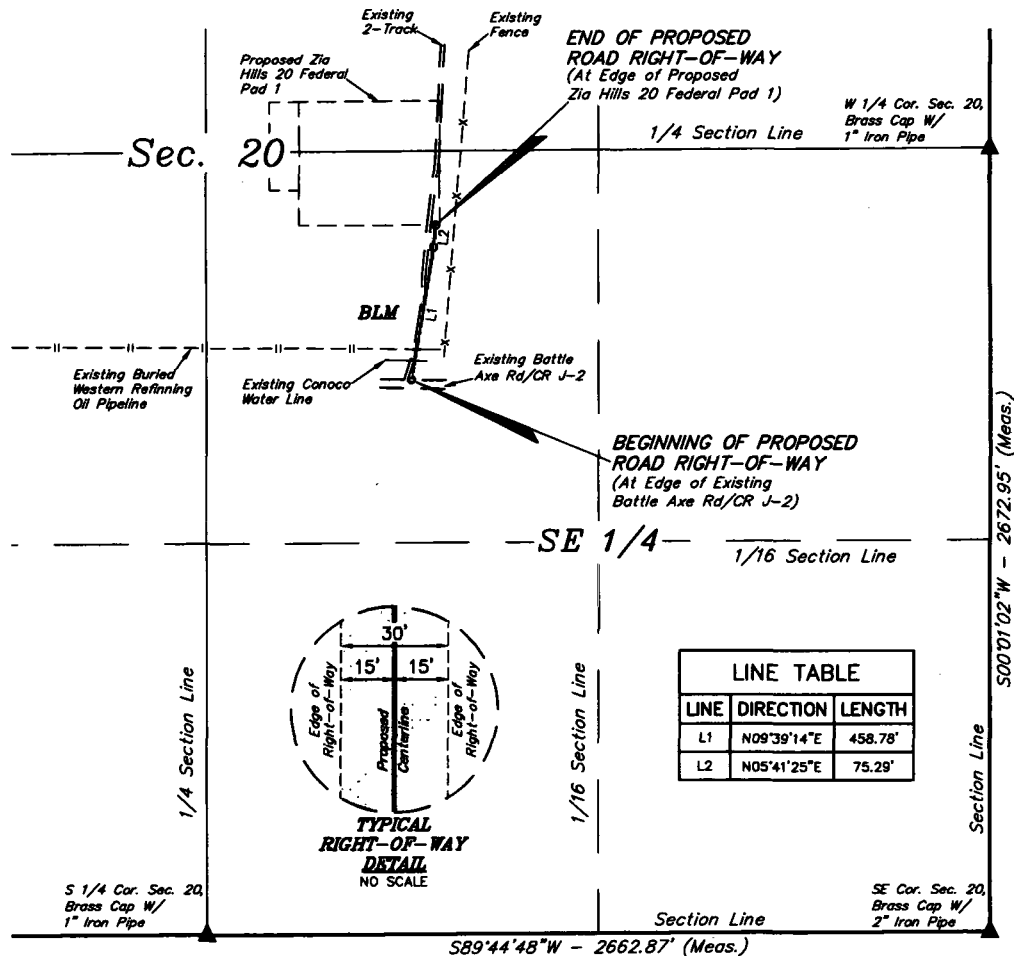 Existing
2-Track
Existing
Fence
END OF PROPOSED
ROAD RIGHT-OF-WAY
(At Edge of Proposed
Zia Hills 20 Federal Pad 1)
Proposed Zia
Hills 20 Federal
Pad 1
W 1/4 Cor. Sec. 20,
Brass Cap W/
1" Iron Pipe
1/4 Section Line
Sec. 20
L2
BLM
L1
Existing Buried
Western Refinning
Oil Pipeline
Existing Conoco
Water Line
Existing Battle
Axe Rd/CR J-2
BEGINNING OF PROPOSED
ROAD RIGHT-OF-WAY
(At Edge of Existing
Battle Axe Rd/CR J-2)
S00°01'02"W - 2672.95' (Meas.)
SE 1/4
1/16 Section Line
30'
15' 15'
Edge of
Right-of-Way
Proposed
Centerline
Edge of
Right-of-Way
TYPICAL
RIGHT-OF-WAY
DETAIL
NO SCALE
1/4 Section Line
1/16 Section Line
LINE TABLE
LINE DIRECTION LENGTH
L1 N09°39'14"E 458.78'
L2 N05°41'25"E 75.29'
Section Line
S 1/4 Cor. Sec. 20,
Brass Cap W/
1" Iron Pipe
SE Cor. Sec. 20,
Brass Cap W/
2" Iron Pipe
Section Line
S89°44'48"W - 2662.87' (Meas.)